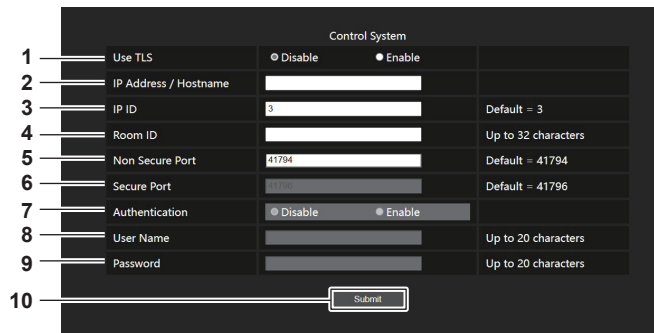 Control System
1 Use TLS Disable Enable
2 IP Address / Hostname
3 IP ID 3 Default = 3
4 Room ID Up to 32 characters
5 Non Secure Port 41794 Default = 41794
6 Secure Port 41796 Default = 41796
7 Authentication Disable Enable
8 User Name Up to 20 characters
9 Password Up to 20 characters
10 Submit